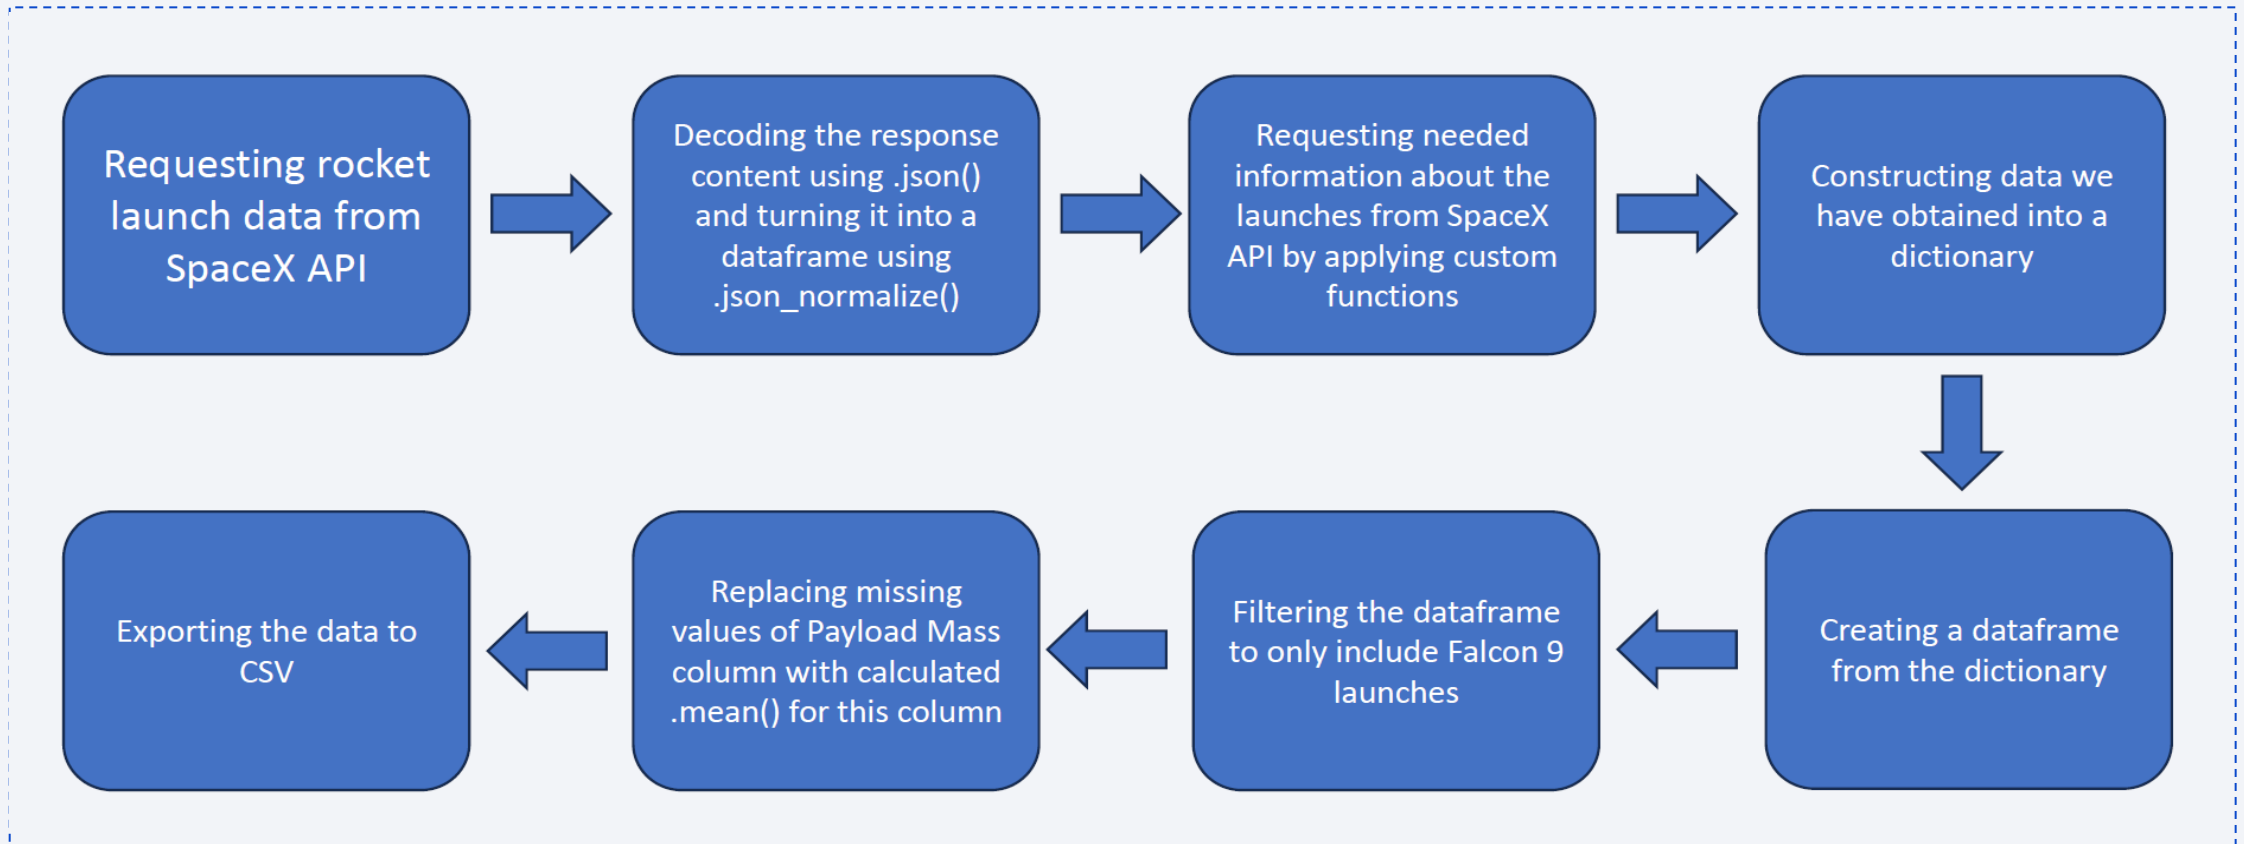 Requesting rocket
launch data from
SpaceX API
Decoding the response
content using .json()
and turning it into a
dataframe using
.json_normalize()
Requesting needed
information about the
launches from SpaceX
API by applying custom
functions
Constructing data we
have obtained into a
dictionary
Creating a dataframe
from the dictionary
Filtering the dataframe
to only include Falcon 9
launches
Replacing missing
values of Payload Mass
column with calculated
.mean() for this column
Exporting the data to
CSV